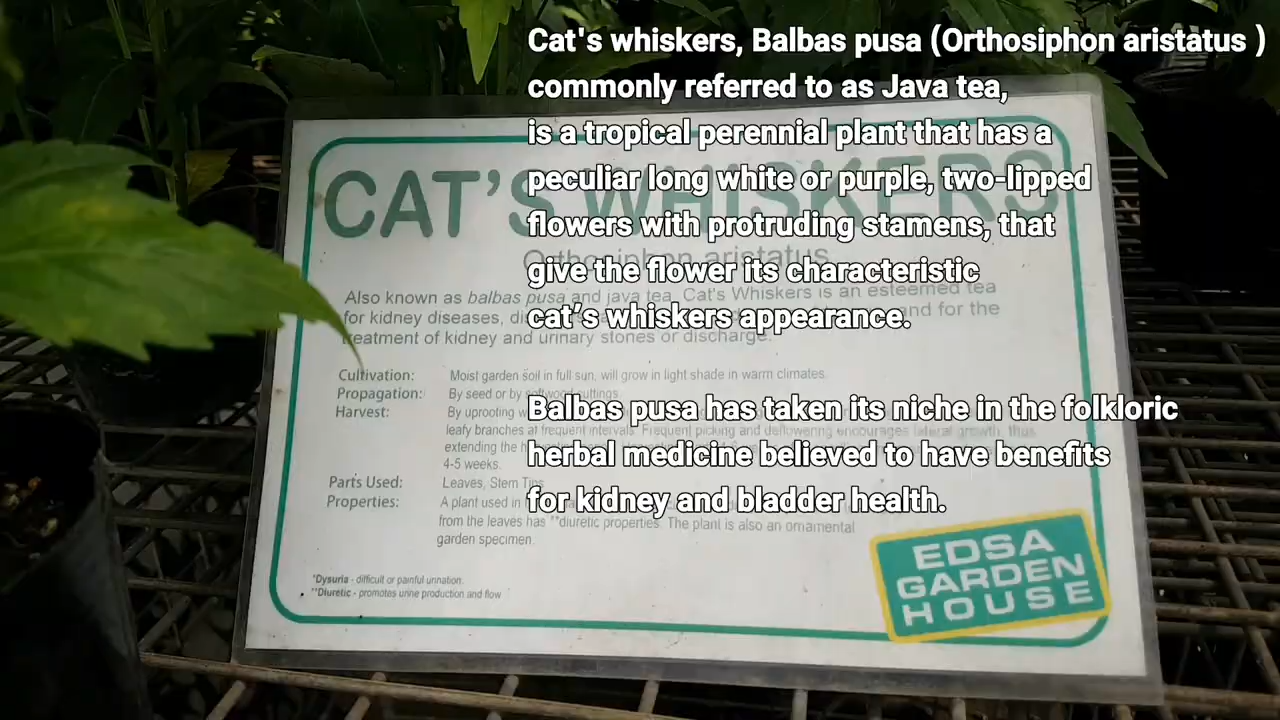 Cat's whiskers, Balbas pusa (Orthosiphon aristatus )
commonly referred to as Java tea,
is a tropical perennial plant that has a
peculiar long white or purple, two-lipped
flowers with protruding stamens, that
give the flower its characteristic
cat's whiskers appearance.
Balbas pusa has taken its niche in the folkloric
herbal medicine believed to have benefits
for kidney and bladder health.
CAT'S WHISKERS
Orthosiphon aristatus
Also known as balbas pusa and java tea, Cat's Whiskers is an esteemed tea
for kidney diseases, and for the
treatment of kidney and urinary stones or discharge.
Cultivation: Moist garden soil in full sun, will grow in light shade in warm climates.
Propagation: By seed or by softwood cuttings
Harvest: By uprooting
leafy branches at frequent intervals. Frequent picking and deflowering encourages lateral growth, thus
extending the
4-5 weeks.
Parts Used: Leaves, Stem Tips
Properties: A plant used in
from the leaves has **diuretic properties. The plant is also an ornamental
garden specimen.
*Dysuria - difficult or painful urination.
**Diuretic - promotes urine production and flow
EDSA
GARDEN
HOUSE